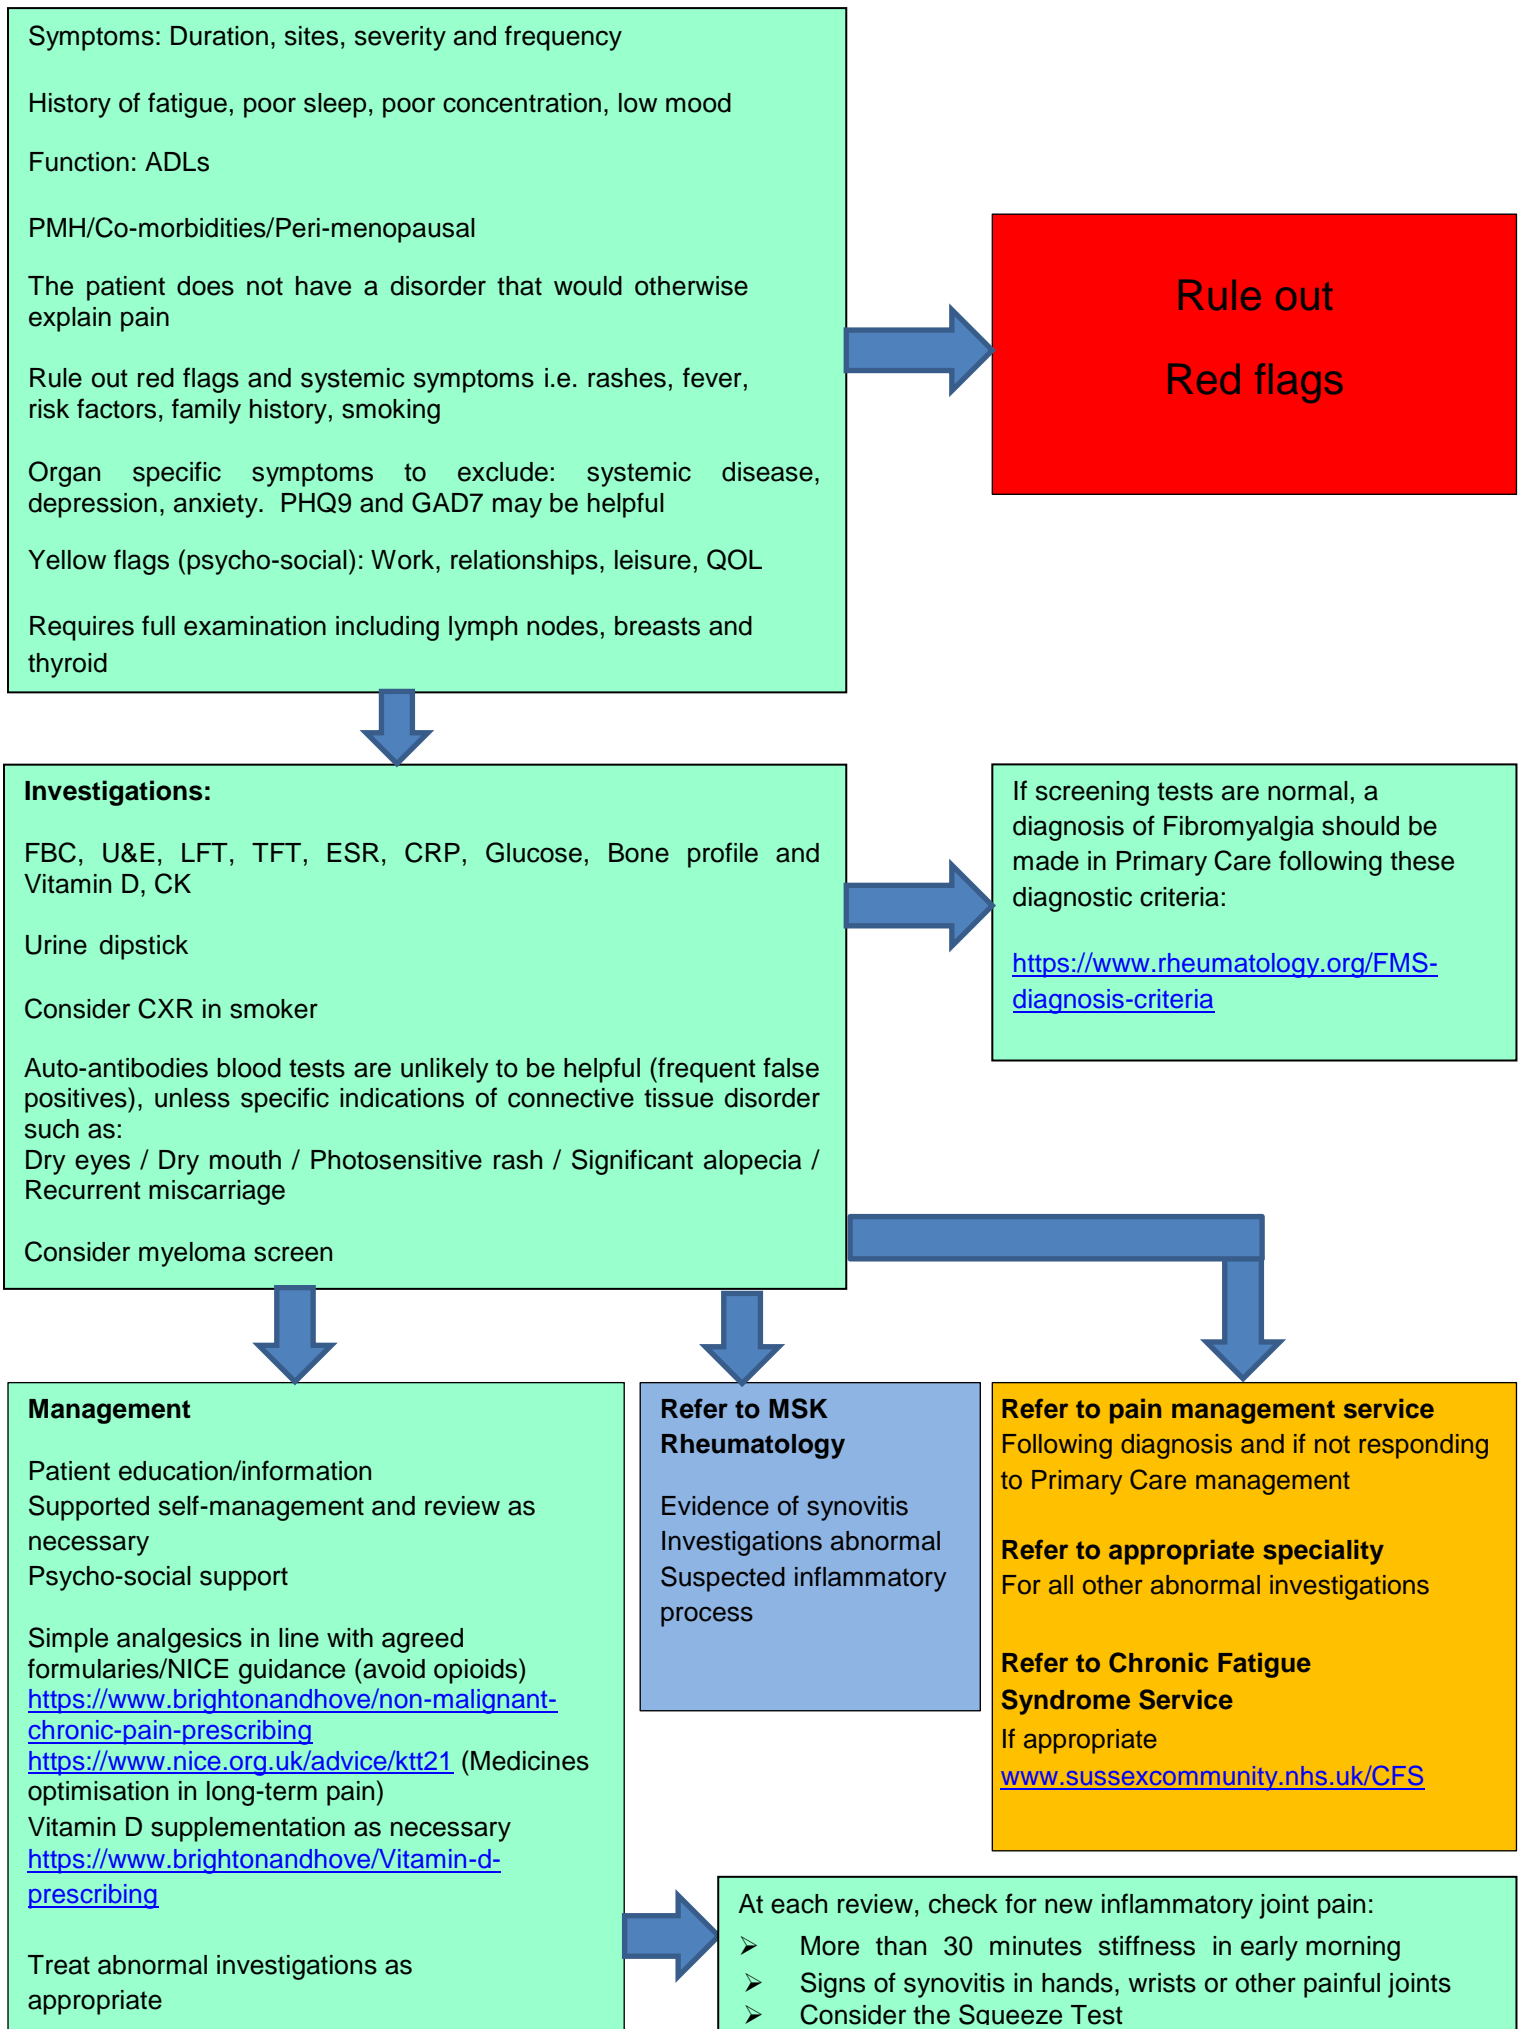 Symptoms: Duration, sites, severity and frequency
History of fatigue, poor sleep, poor concentration, low mood
Function: ADLs
PMH/Co-morbidities/Peri-menopausal
The patient does not have a disorder that would otherwise
explain pain
Rule out red flags and systemic symptoms i.e. rashes, fever,
risk factors, family history, smoking
Organ specific symptoms to exclude: systemic disease,
depression, anxiety. PHQ9 and GAD7 may be helpful
Yellow flags (psycho-social): Work, relationships, leisure, QOL
Requires full examination including lymph nodes, breasts and
thyroid
Rule out
Red flags
Investigations:
FBC, U&E, LFT, TFT, ESR, CRP, Glucose, Bone profile and
Vitamin D, CK
Urine dipstick
Consider CXR in smoker
Auto-antibodies blood tests are unlikely to be helpful (frequent false
positives), unless specific indications of connective tissue disorder
such as:
Dry eyes / Dry mouth / Photosensitive rash / Significant alopecia /
Recurrent miscarriage
Consider myeloma screen
If screening tests are normal, a
diagnosis of Fibromyalgia should be
made in Primary Care following these
diagnostic criteria:
https://www.rheumatology.org/FMS-
diagnosis-criteria
Management
Patient education/information
Supported self-management and review as
necessary
Psycho-social support
Simple analgesics in line with agreed
formularies/NICE guidance (avoid opioids)
https://www.brightonandhove/non-malignant-
chronic-pain-prescribing
https://www.nice.org.uk/advice/ktt21 (Medicines
optimisation in long-term pain)
Vitamin D supplementation as necessary
https://www.brightonandhove/Vitamin-d-
prescribing
Treat abnormal investigations as
appropriate
Refer to MSK
Rheumatology
Evidence of synovitis
Investigations abnormal
Suspected inflammatory
process
Refer to pain management service
Following diagnosis and if not responding
to Primary Care management
Refer to appropriate speciality
For all other abnormal investigations
Refer to Chronic Fatigue
Syndrome Service
If appropriate
www.sussexcommunity.nhs.uk/CFS
At each review, check for new inflammatory joint pain:
➢ More than 30 minutes stiffness in early morning
➢ Signs of synovitis in hands, wrists or other painful joints
➢ Consider the Squeeze Test